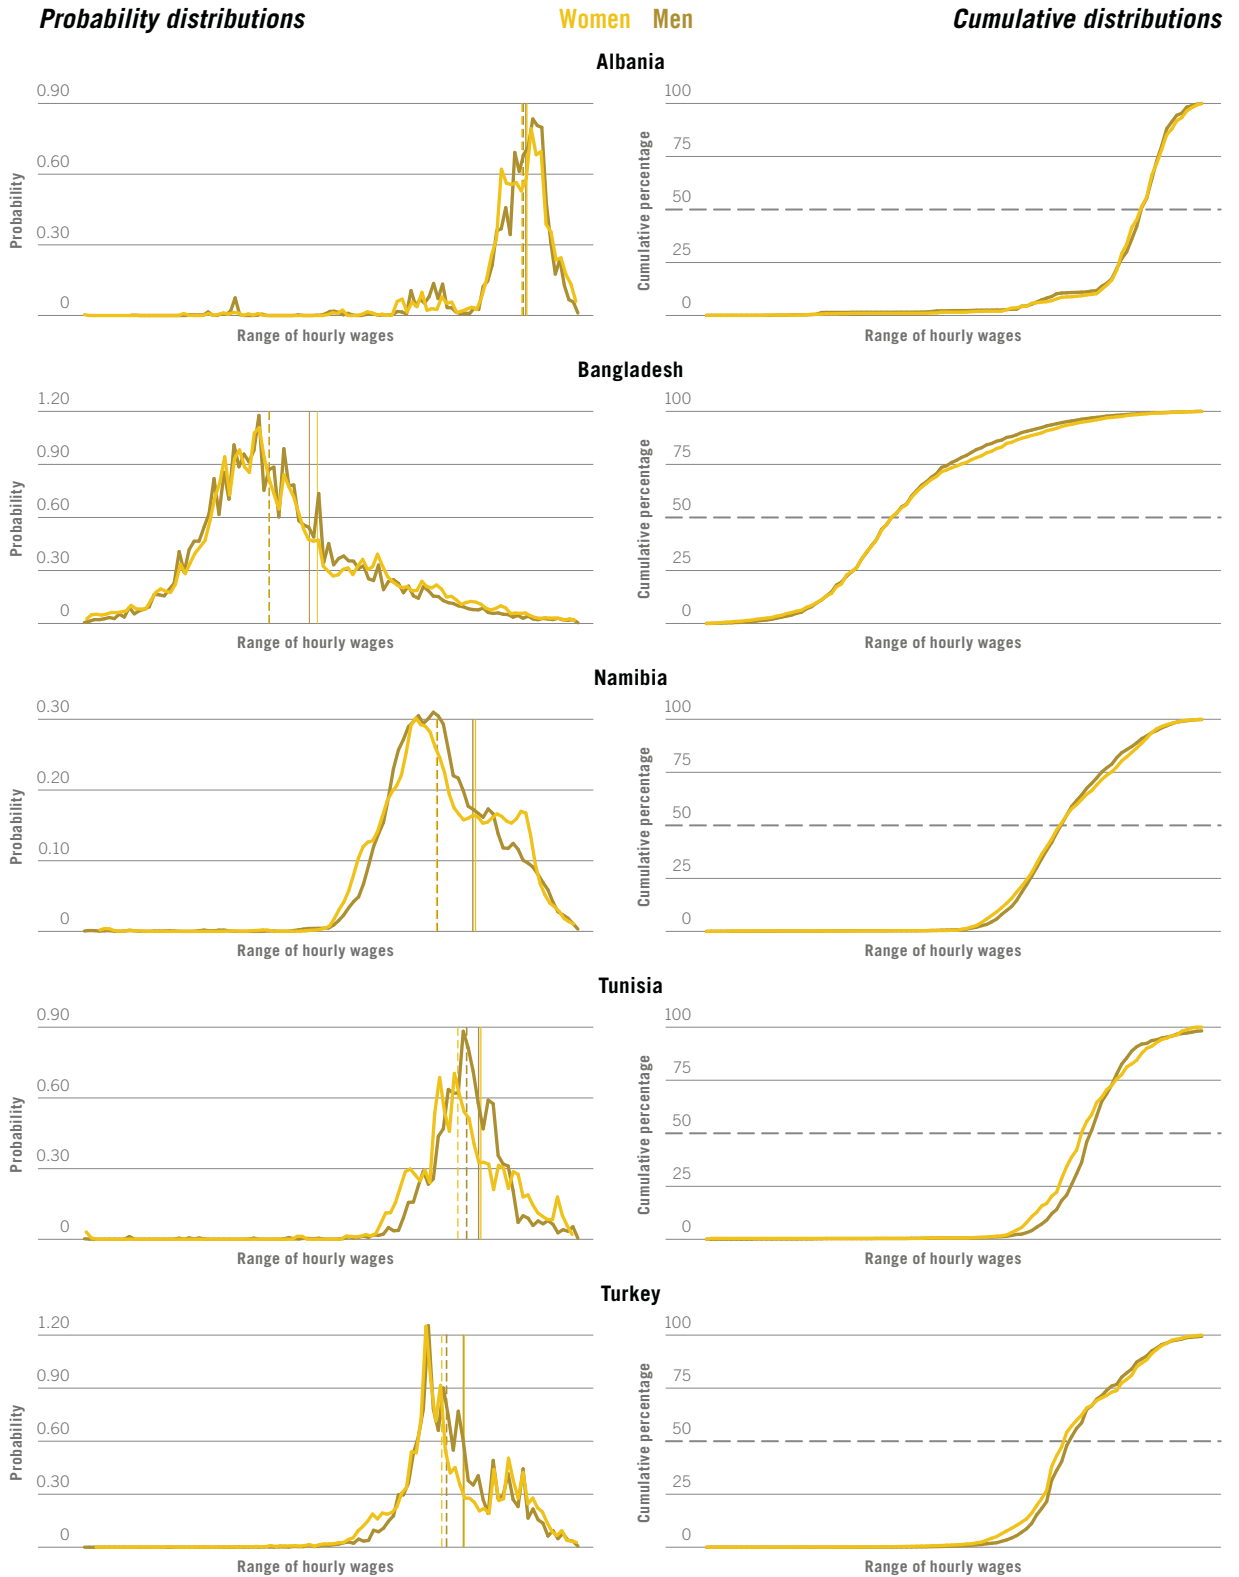 Probability distributions
Women Men
Cumulative distributions
Albania
0.90
0.60
0.30
0
Probability
Range of hourly wages
100
75
50
25
0
Cumulative percentage
Range of hourly wages
Bangladesh
1.20
0.90
0.60
0.30
0
Probability
Range of hourly wages
100
75
50
25
0
Cumulative percentage
Range of hourly wages
Namibia
0.30
0.20
0.10
0
Probability
Range of hourly wages
100
75
50
25
0
Cumulative percentage
Range of hourly wages
Tunisia
0.90
0.60
0.30
0
Probability
Range of hourly wages
100
75
50
25
0
Cumulative percentage
Range of hourly wages
Turkey
1.20
0.90
0.60
0.30
0
Probability
Range of hourly wages
100
75
50
25
0
Cumulative percentage
Range of hourly wages